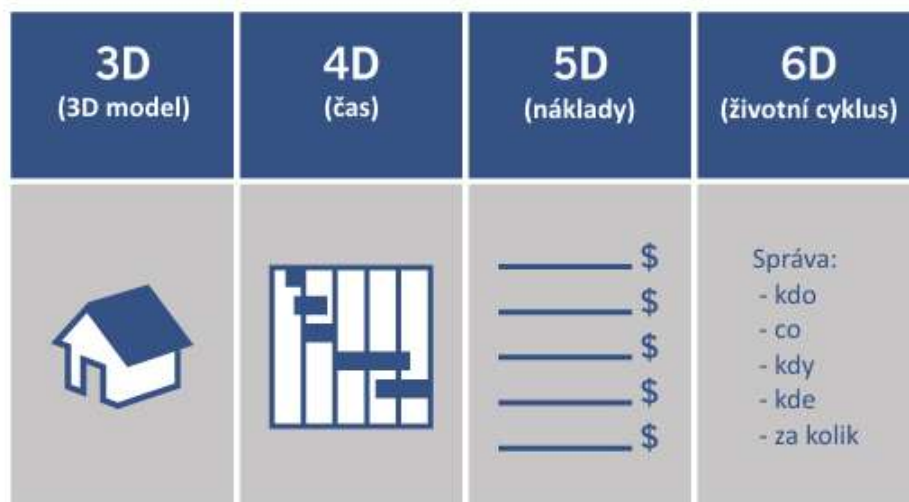 3D
(3D model)
4D
(čas)
5D
(náklady)
6D
(životní cyklus)
$
$
$
$
$
Správa:
- kdo
- co
- kdy
- kde
- za kolik